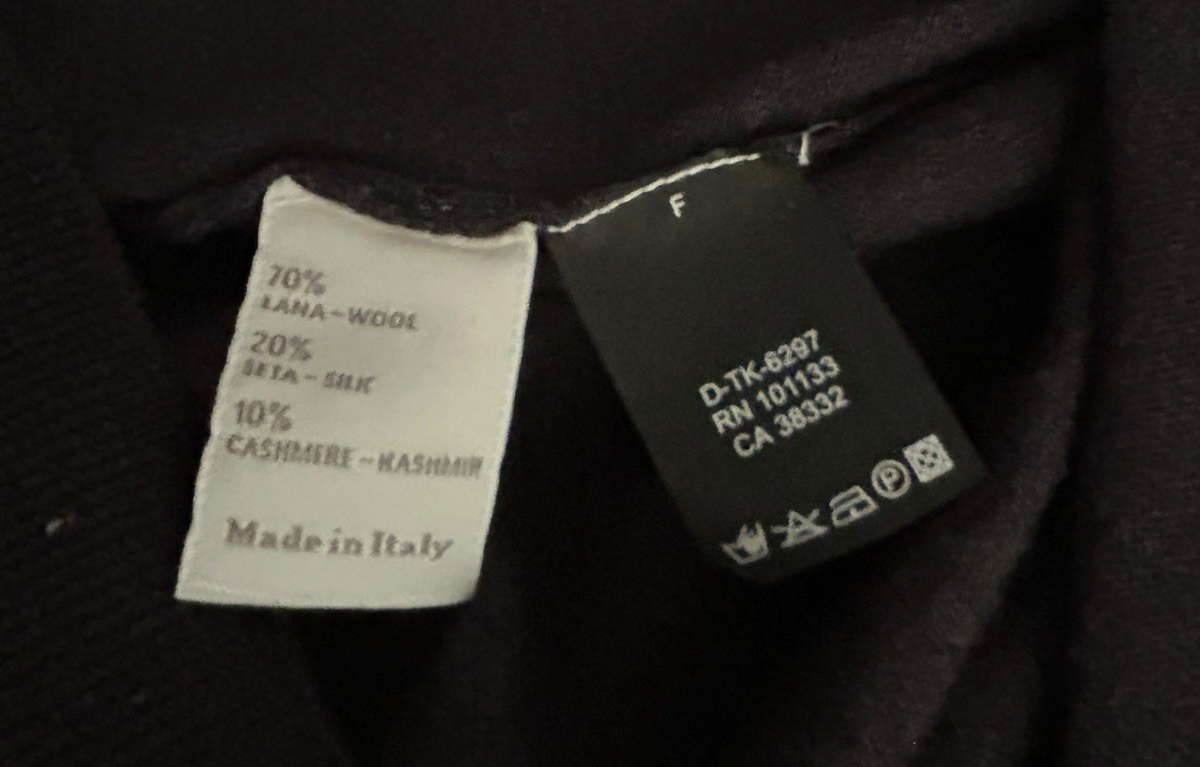 70%
LANA-WOOL
20%
SETA-SILK
10%
CASHMERE-KASHMIR
Made in Italy
F
D-TK-6297
RN 101133
CA 38332
P